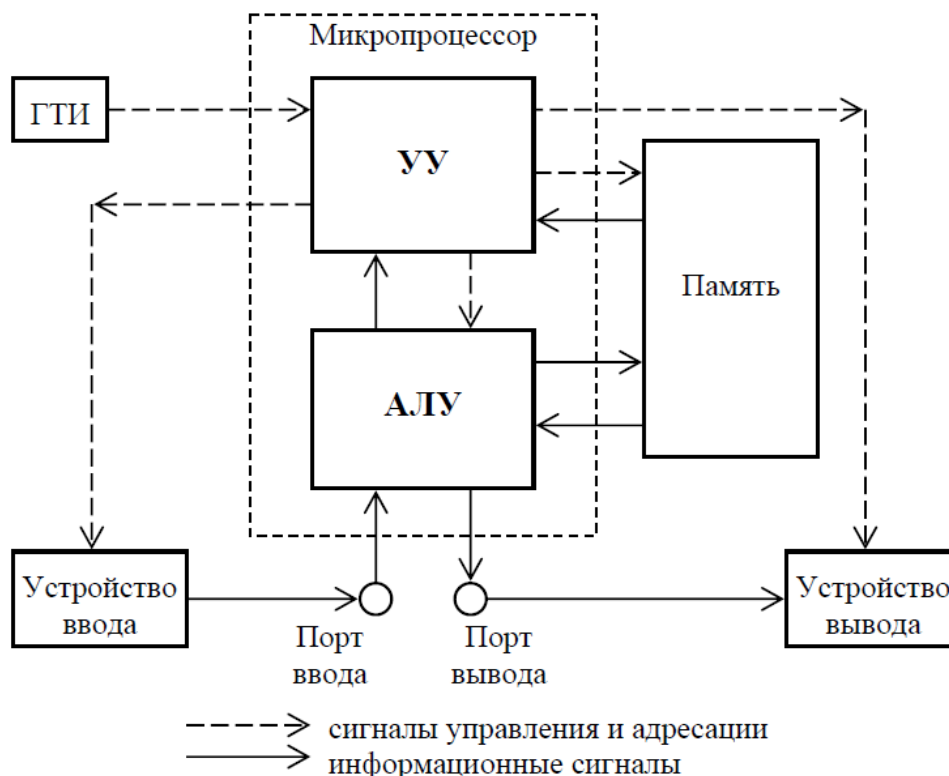 Микропроцессор
ГТИ
УУ
Память
АЛУ
Устройство
ввода
Порт
ввода
Порт
вывода
Устройство
вывода
сигналы управления и адресации
информационные сигналы